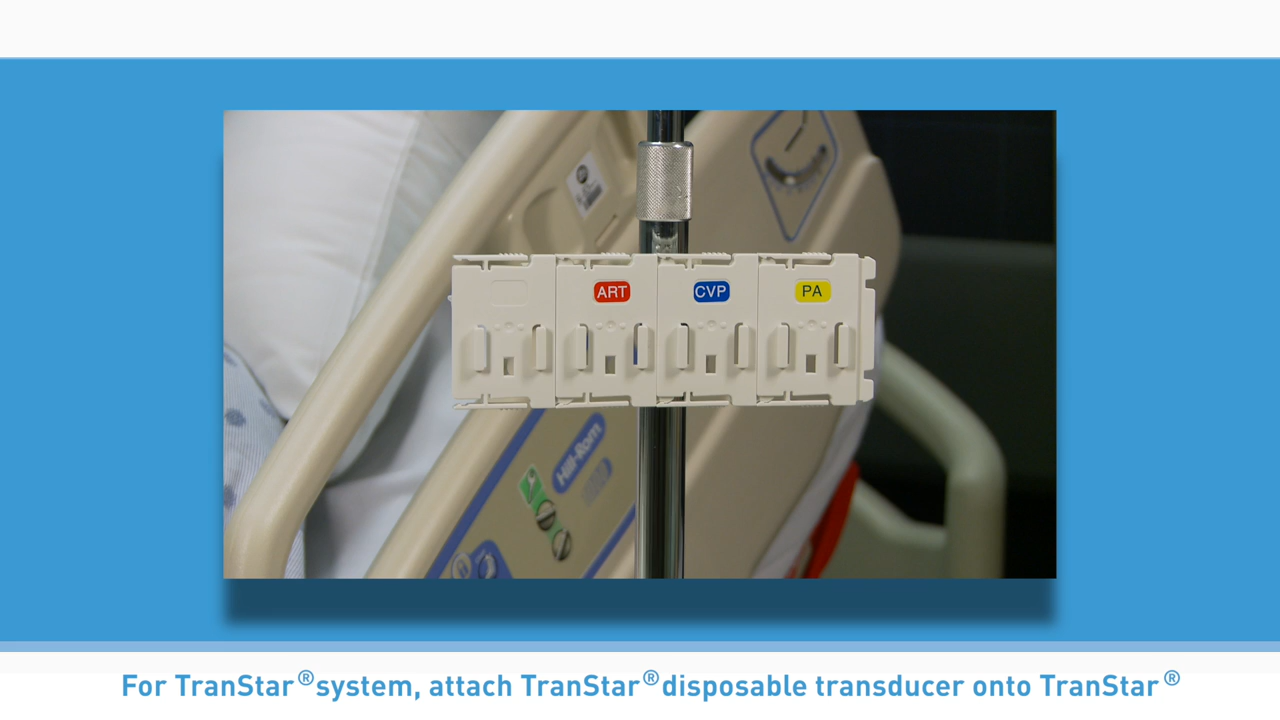 ART
CVP
PA
Hill-Rom
For TranStar® system, attach TranStar® disposable transducer onto TranStar®